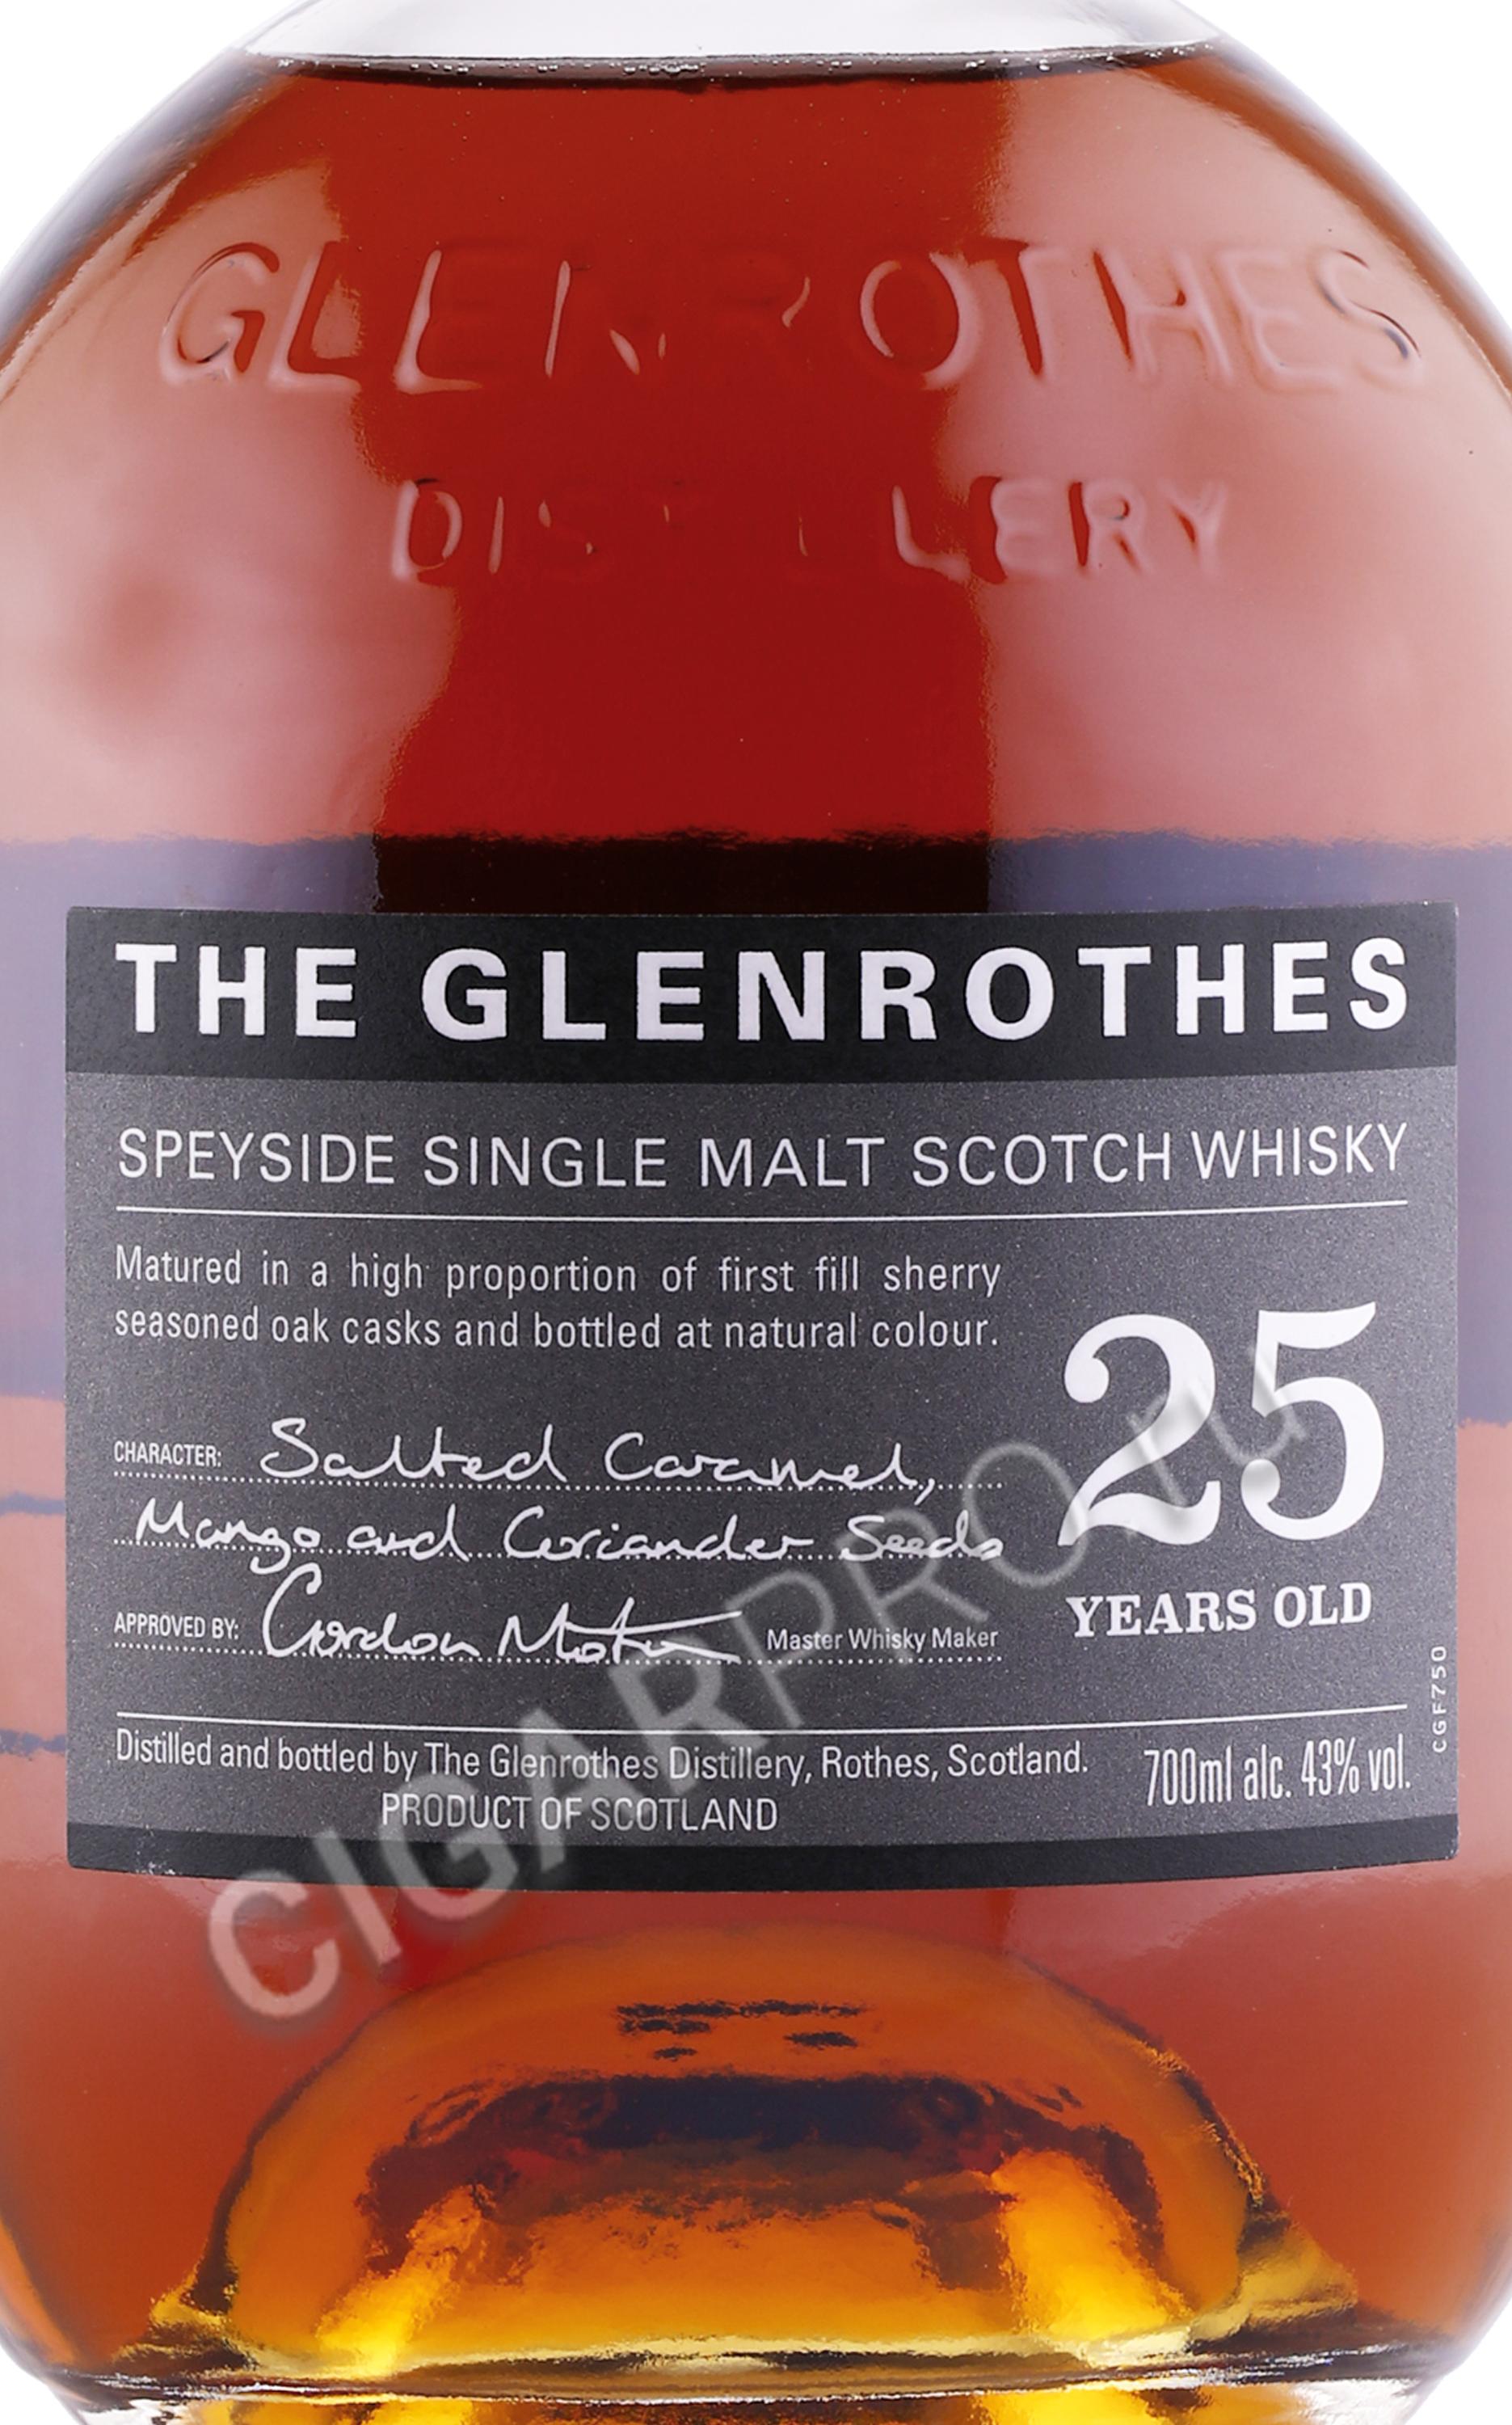 GLENROTHES
DISTILLERY
THE GLENROTHES
SPEYSIDE SINGLE MALT SCOTCH WHISKY
Matured in a high proportion of first fill sherry
seasoned oak casks and bottled at natural colour.
25
YEARS OLD
CHARACTER: Salted Caramel,
Mango and Coriander Seeds
APPROVED BY: Gordon Motion Master Whisky Maker
Distilled and bottled by The Glenrothes Distillery, Rothes, Scotland.
PRODUCT OF SCOTLAND
700ml alc. 43% vol.
CGF750
CIGARPRO.ru